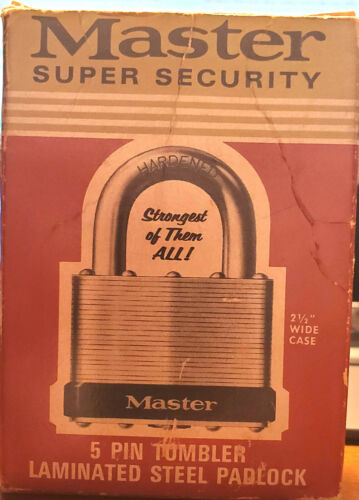 Master
SUPER SECURITY
HARDENED
Strongest
of Them
ALL!
2½"
WIDE
CASE
Master
5 PIN TUMBLER
LAMINATED STEEL PADLOCK